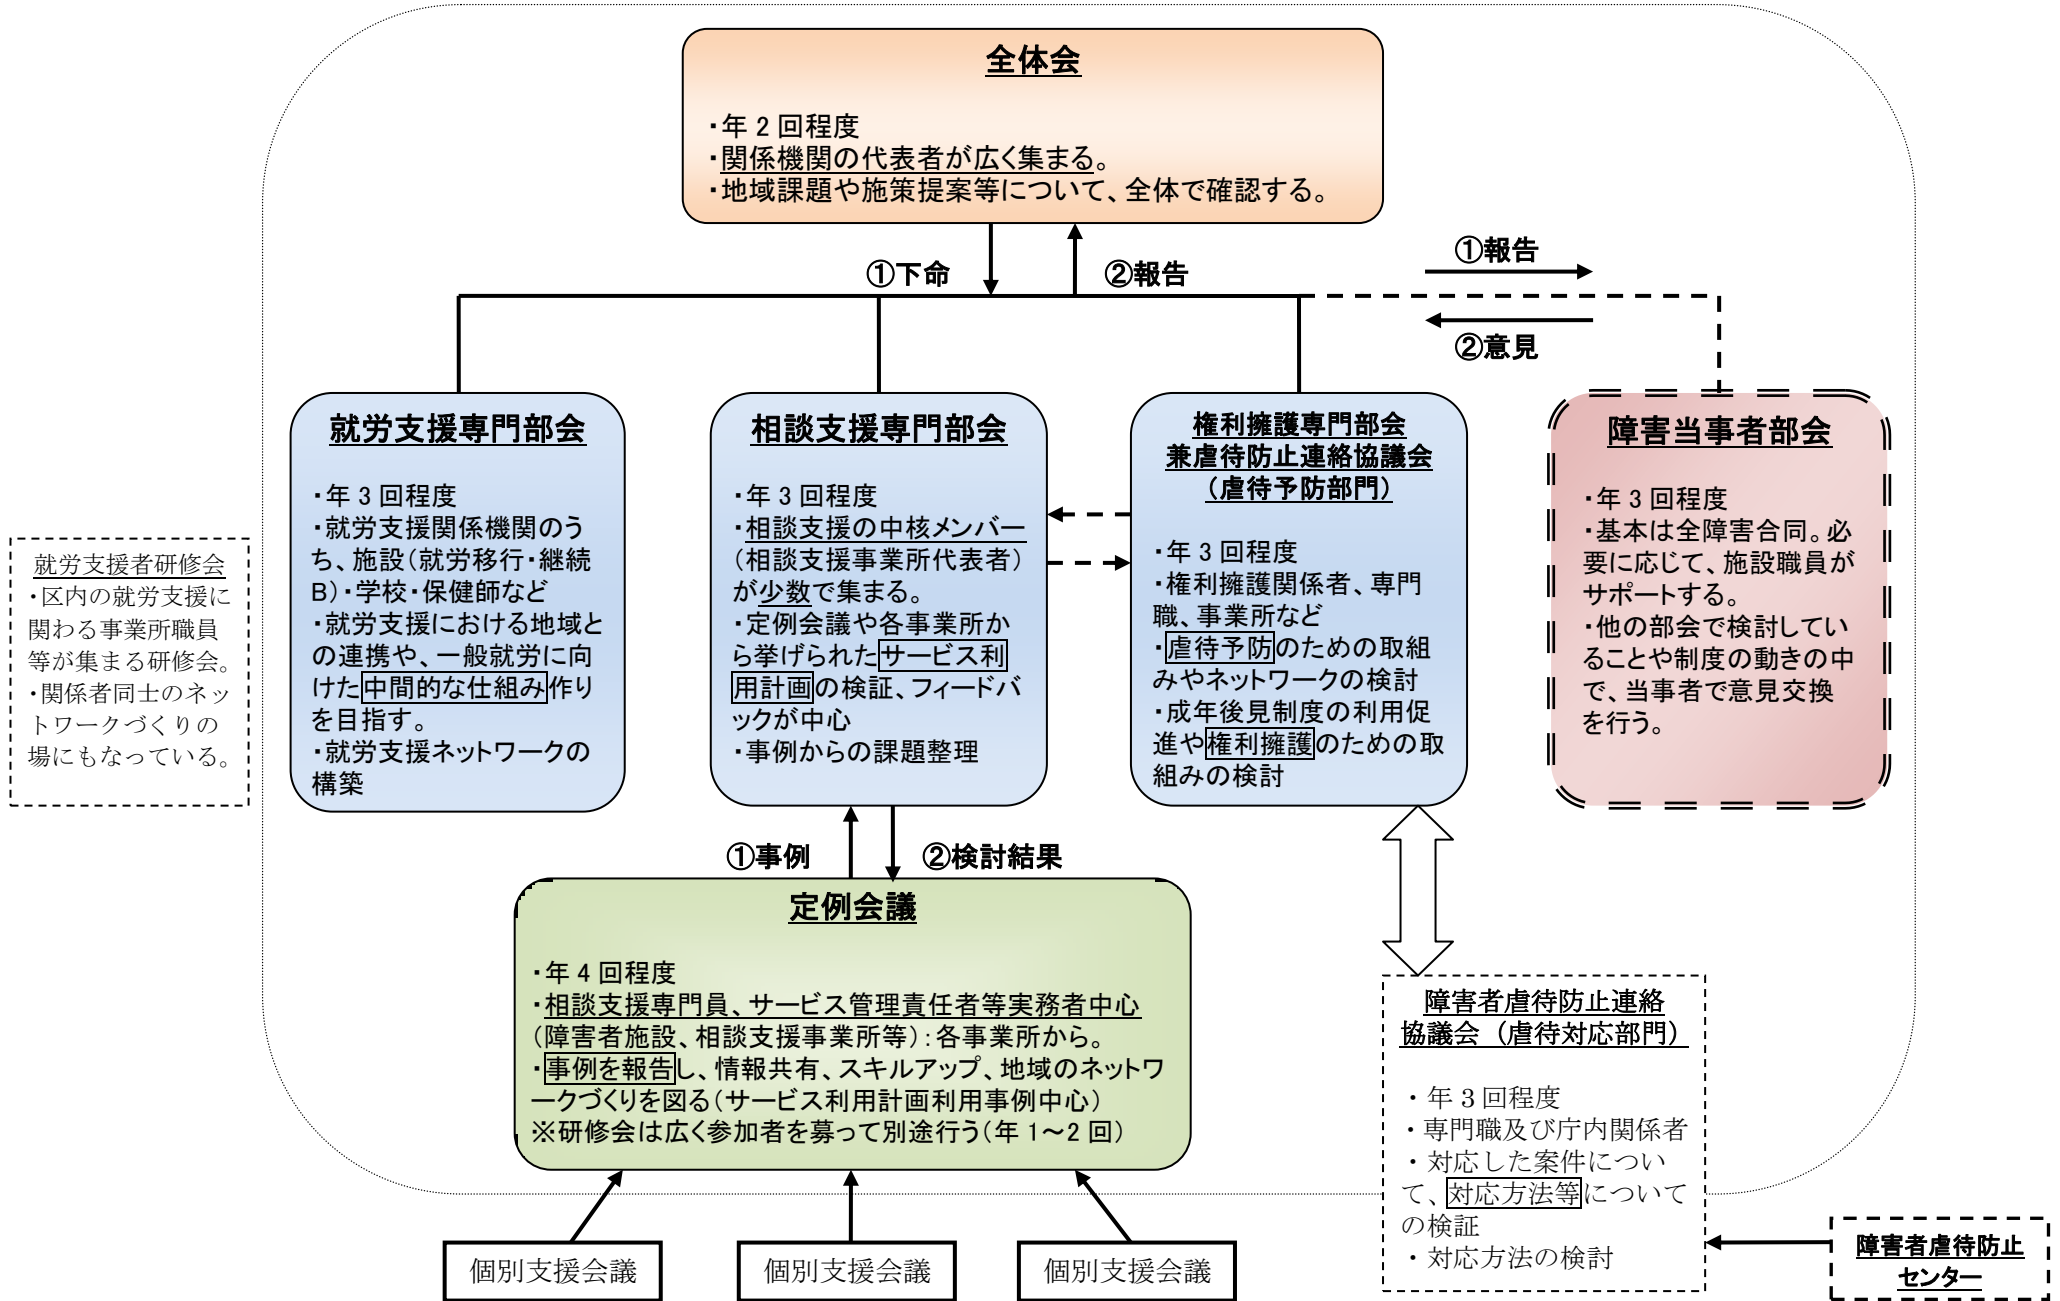 全体会
・年 2 回程度
・関係機関の代表者が広く集まる。
・地域課題や施策提案等について、全体で確認する。
①下命
②報告
①報告
②意見
就労支援専門部会
・年 3 回程度
・就労支援関係機関のう
ち、施設(就労移行・継続
B)・学校・保健師など
・就労支援における地域と
の連携や、一般就労に向
けた中間的な仕組み作り
を目指す。
・就労支援ネットワークの
構築
相談支援専門部会
・年 3 回程度
・相談支援の中核メンバー
(相談支援事業所代表者)
が少数で集まる。
・定例会議や各事業所か
ら挙げられたサービス利
用計画の検証、フィードバ
ックが中心
・事例からの課題整理
権利擁護専門部会
兼虐待防止連絡協議会
(虐待予防部門)
・年 3 回程度
・権利擁護関係者、専門
職、事業所など
・虐待予防のための取組
みやネットワークの検討
・成年後見制度の利用促
進や権利擁護のための取
組みの検討
障害当事者部会
・年 3 回程度
・基本は全障害合同。必
要に応じて、施設職員が
サポートする。
・他の部会で検討してい
ることや制度の動きの中
で、当事者で意見交換
を行う。
就労支援者研修会
・区内の就労支援に
関わる事業所職員
等が集まる研修会。
・関係者同士のネッ
トワークづくりの
場にもなっている。
①事例
②検討結果
定例会議
・年 4 回程度
・相談支援専門員、サービス管理責任者等実務者中心
(障害者施設、相談支援事業所等):各事業所から。
・事例を報告し、情報共有、スキルアップ、地域のネットワ
ークづくりを図る(サービス利用計画利用事例中心)
※研修会は広く参加者を募って別途行う(年 1~2 回)
障害者虐待防止連絡
協議会(虐待対応部門)
・年 3 回程度
・専門職及び庁内関係者
・対応した案件につい
て、対応方法等について
の検証
・対応方法の検討
個別支援会議
個別支援会議
個別支援会議
障害者虐待防止
センター